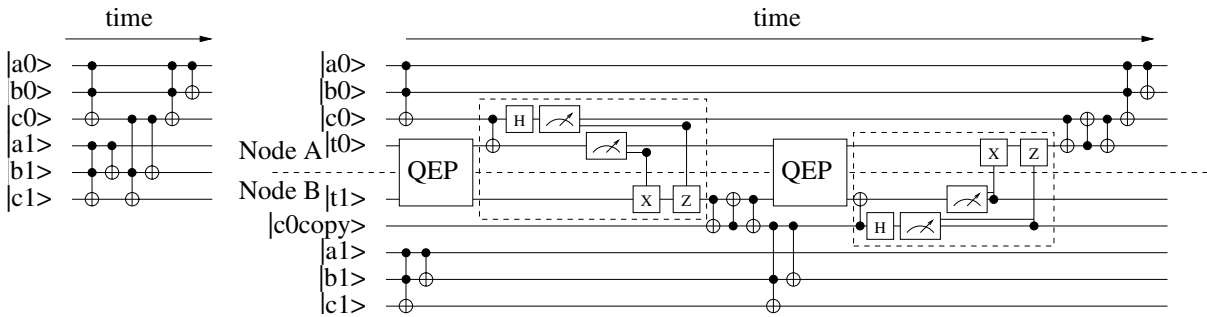 time
|a0>
|b0>
|c0>
|a1>
|b1>
|c1>
time
|a0>
|b0>
|c0>
H
Node A
|t0>
X
Z
QEP
QEP
Node B
|t1>
X
Z
|c0copy>
H
|a1>
|b1>
|c1>